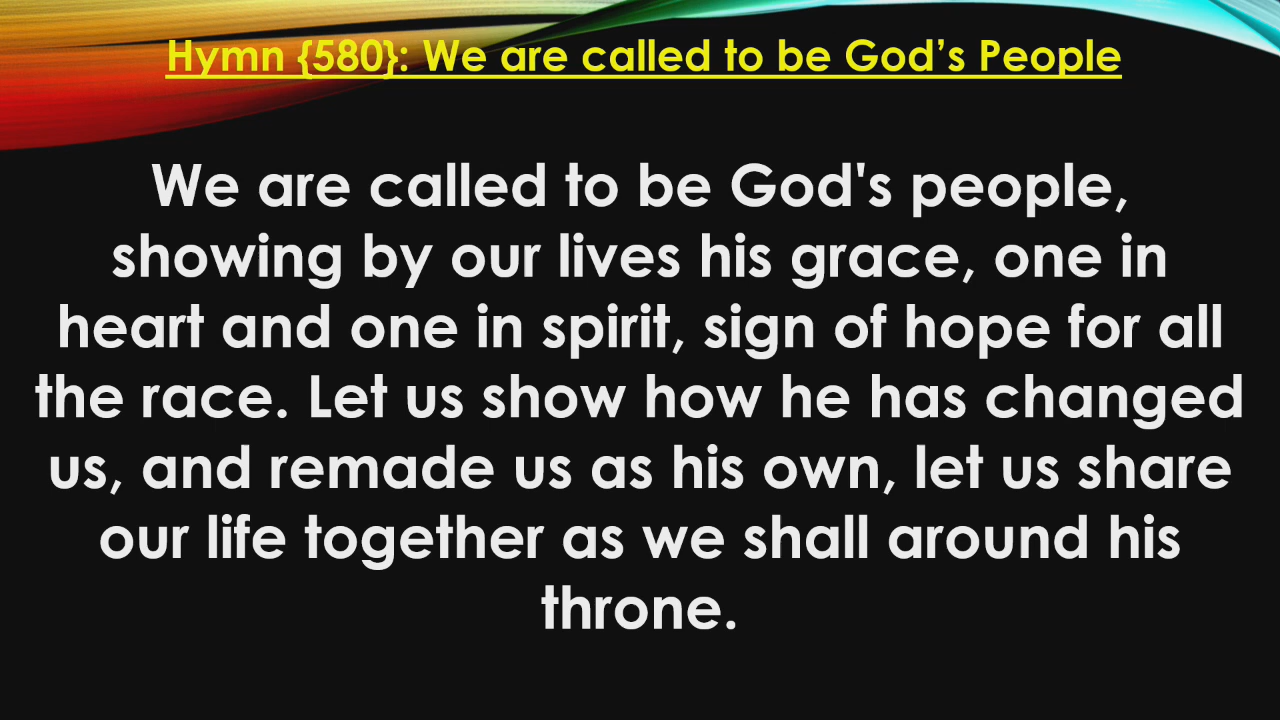 Hymn {580}: We are called to be God’s People
We are called to be God's people,
showing by our lives his grace, one in
heart and one in spirit, sign of hope for all
the race. Let us show how he has changed
us, and remade us as his own, let us share
our life together as we shall around his
throne.